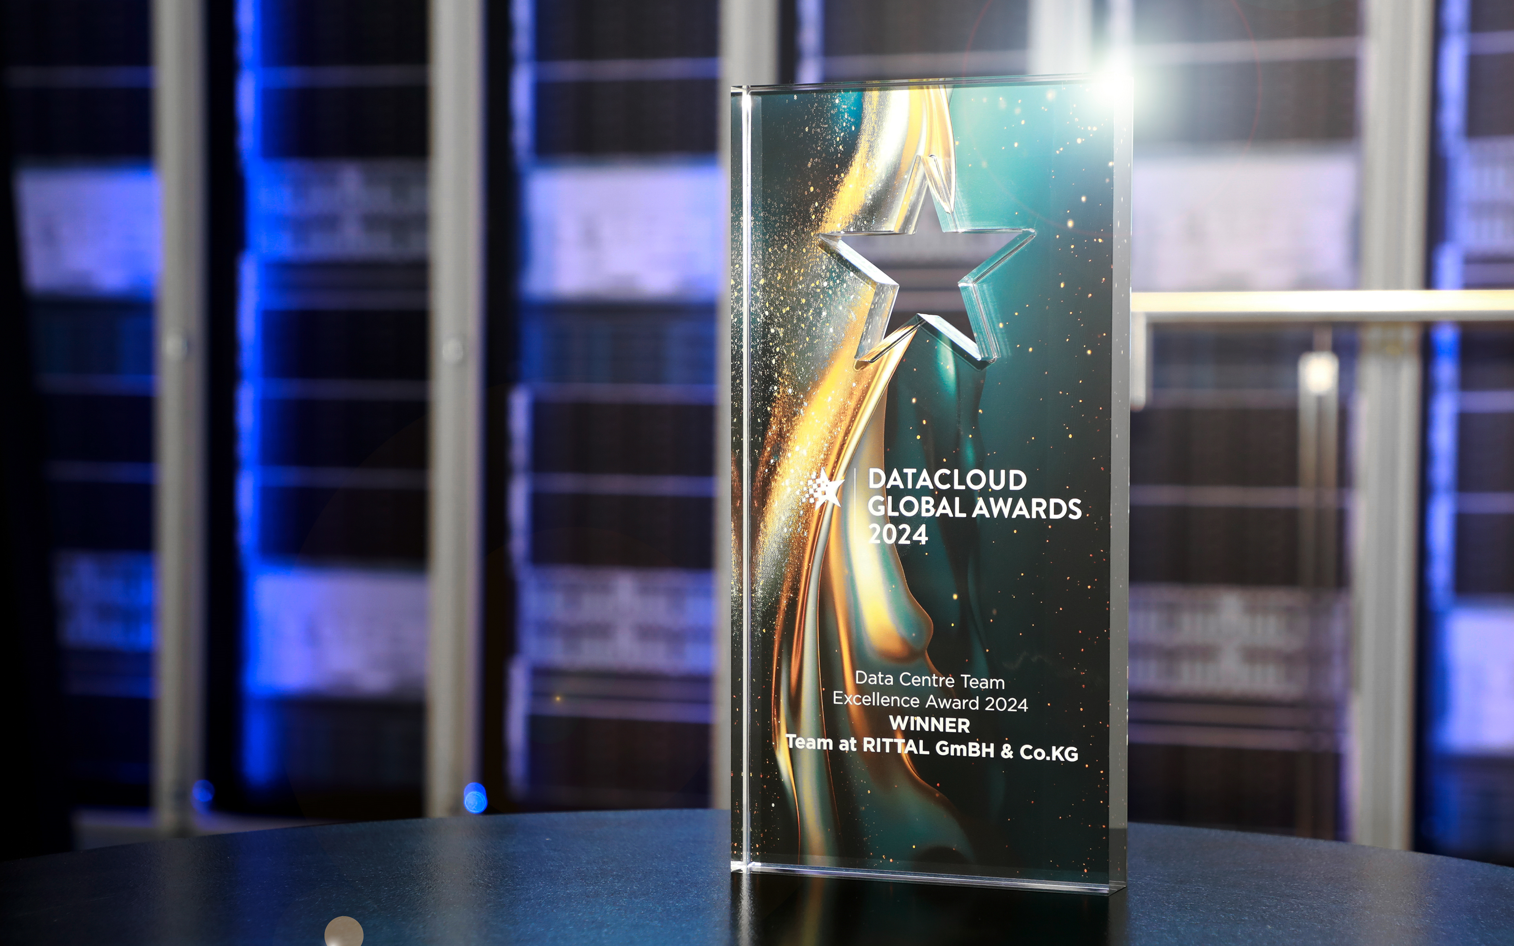 DATACLOUD
GLOBAL AWARDS
2024
Data Centre Team
Excellence Award 2024
WINNER
Team at RITTAL GmBH & Co.KG